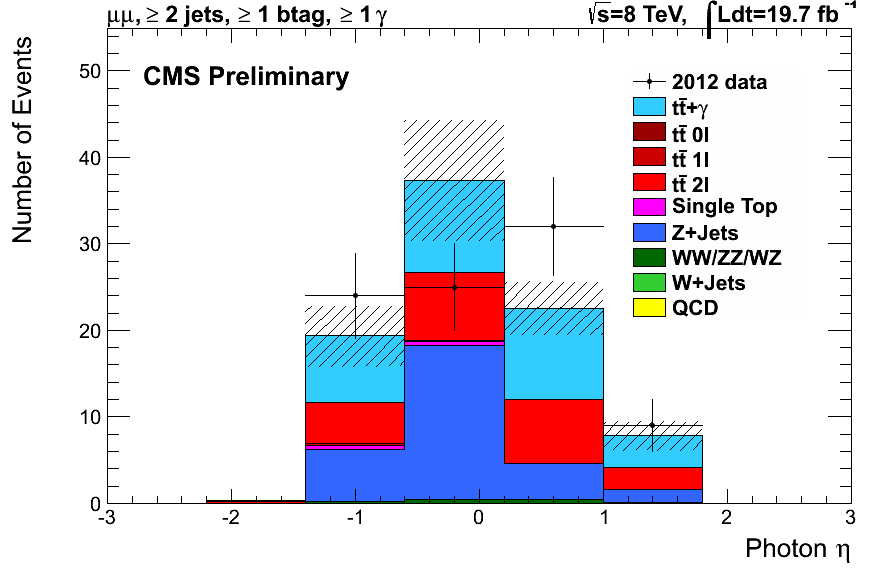 μμ, ≥ 2 jets, ≥ 1 btag, ≥ 1 γ
√s=8 TeV, ∫Ldt=19.7 fb⁻¹
CMS Preliminary
Number of Events
50
40
30
20
10
0
2012 data
tt̄+γ
tt̄ 0l
tt̄ 1l
tt̄ 2l
Single Top
Z+Jets
WW/ZZ/WZ
W+Jets
QCD
-3 -2 -1 0 1 2 3
Photon η